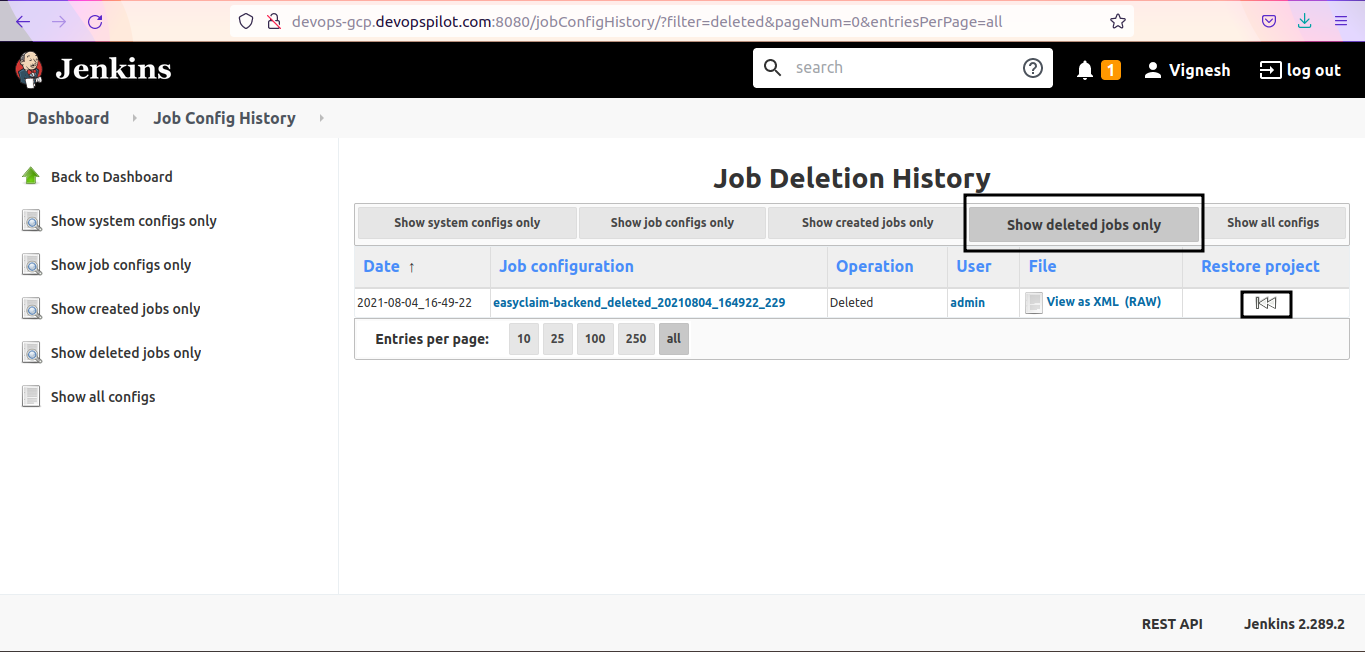 devops-gcp.devopspilot.com:8080/jobConfigHistory/?filter=deleted&pageNum=0&entriesPerPage=all
Jenkins
search
1
Vignesh
log out
Dashboard
Job Config History
Back to Dashboard
Show system configs only
Show job configs only
Show created jobs only
Show deleted jobs only
Show all configs
Job Deletion History
Show system configs only Show job configs only Show created jobs only Show deleted jobs only Show all configs
Date ↑ Job configuration Operation User File Restore project
2021-08-04_16-49-22 easyclaim-backend_deleted_20210804_164922_229 Deleted admin View as XML (RAW)
Entries per page: 10 25 100 250 all
REST API Jenkins 2.289.2